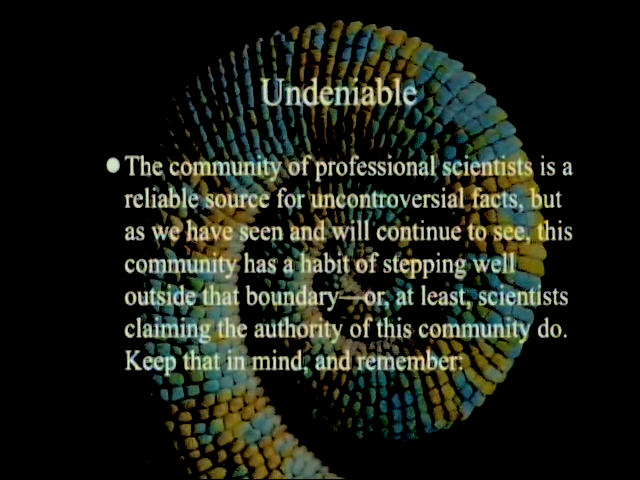 Undeniable
The community of professional scientists is a
reliable source for uncontroversial facts, but
as we have seen and will continue to see, this
community has a habit of stepping well
outside that boundary—or, at least, scientists
claiming the authority of this community do.
Keep that in mind, and remember: